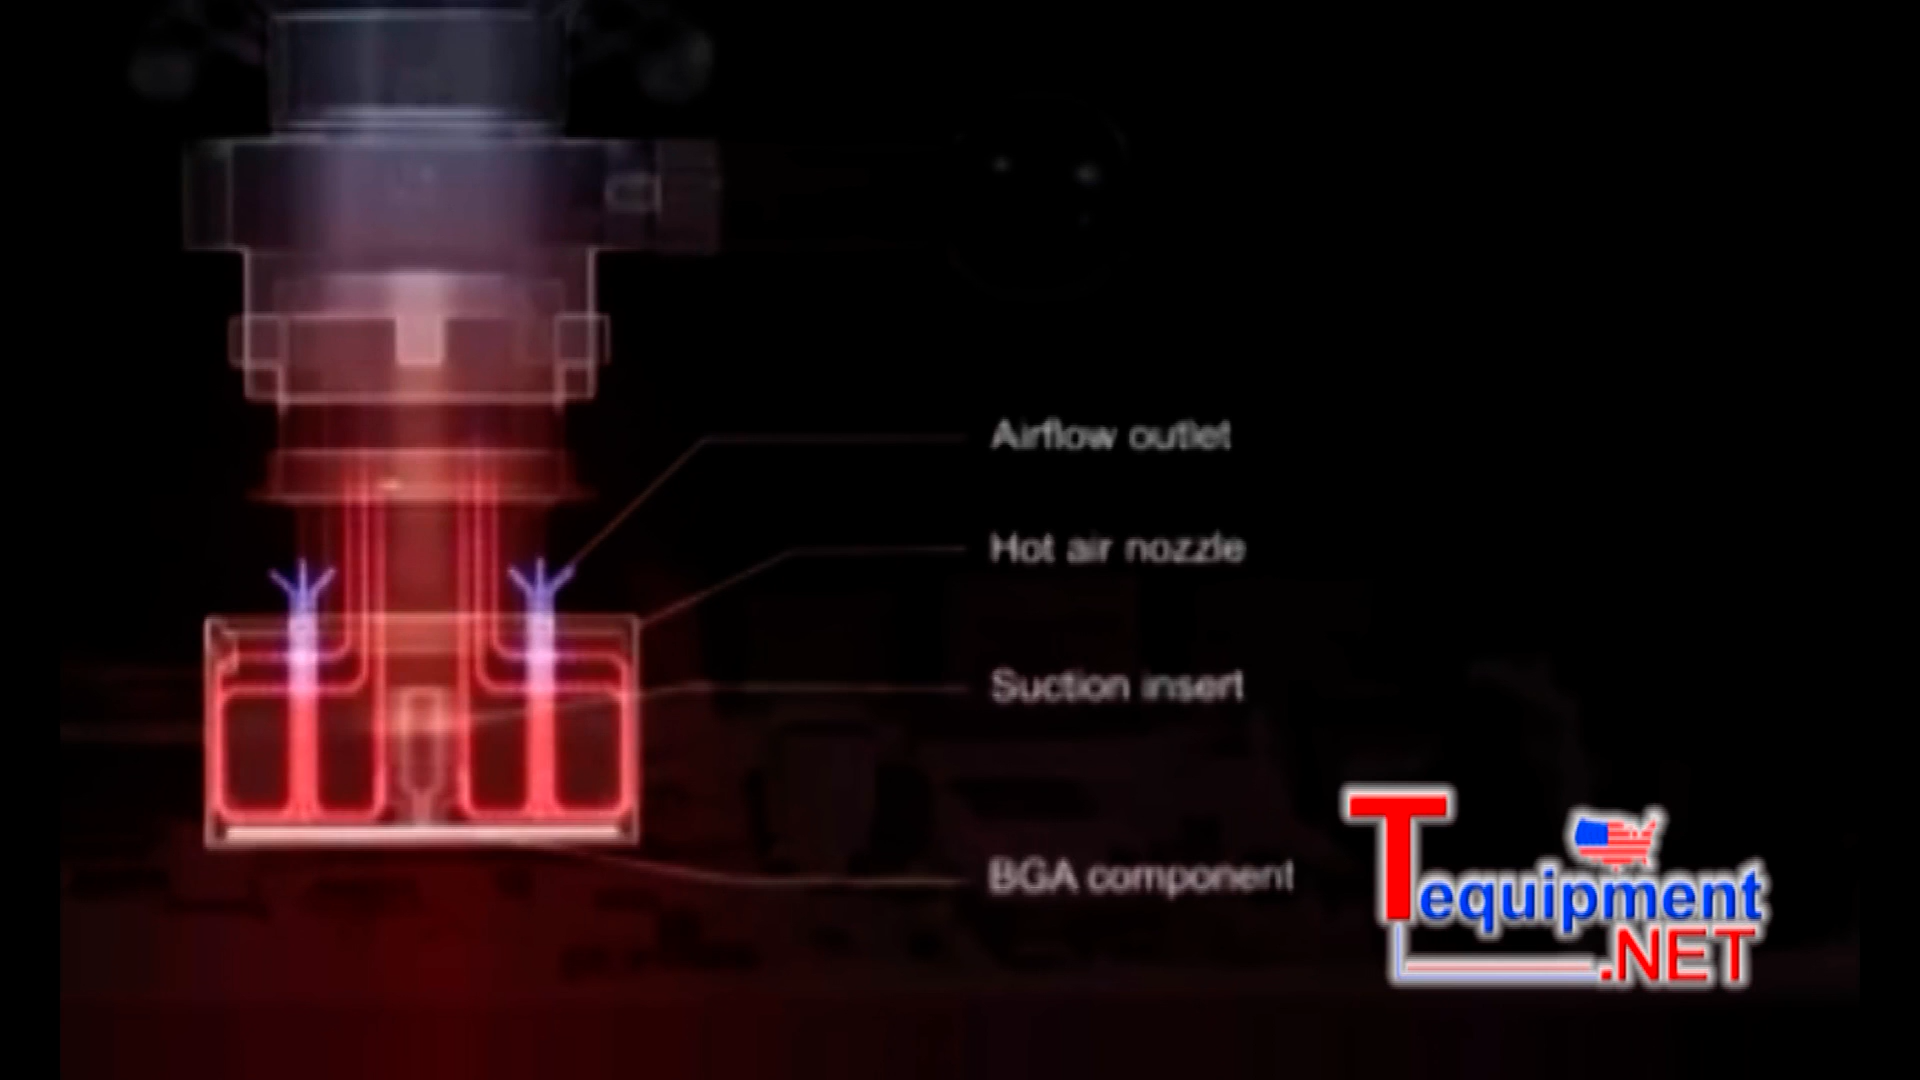 Airflow outlet
Hot air nozzle
Suction insert
BGA component
Tequipment
.NET